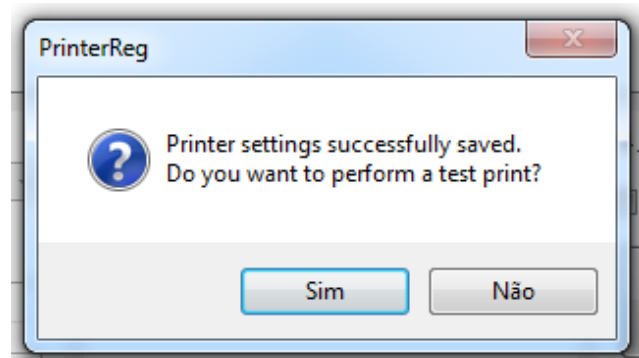 PrinterReg
Printer settings successfully saved.
Do you want to perform a test print?
Sim
Não